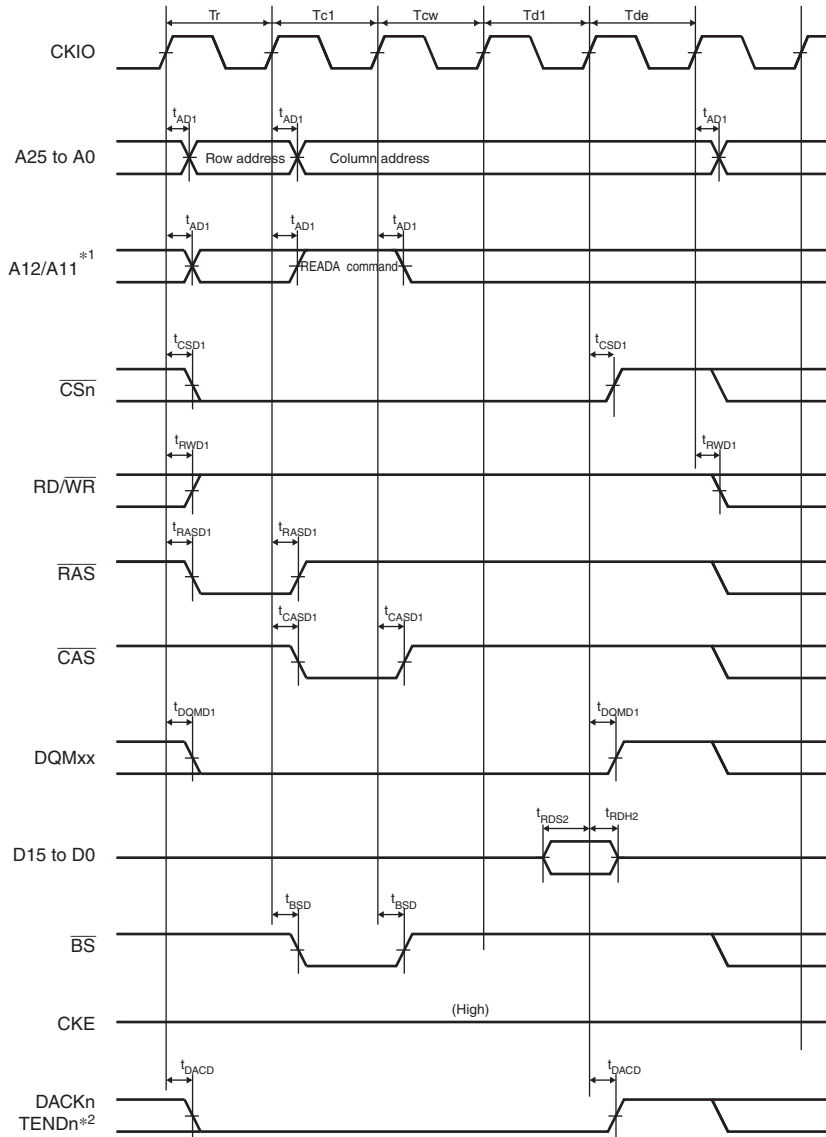 Tr Tc1 Tcw Td1 Tde
CKIO
tAD1 tAD1 tAD1
A25 to A0 Row address Column address
tAD1 tAD1 tAD1
A12/A11*1 READA command
tCSD1 tCSD1
CSn
tRWD1 tRWD1
RD/WR
tRASD1 tRASD1
RAS
tCASD1 tCASD1
CAS
tDQMD1 tDQMD1
DQMxx
tRDS2 tRDH2
D15 to D0
tBSD tBSD
BS
(High)
CKE
tDACD tDACD
DACKn
TENDn*2